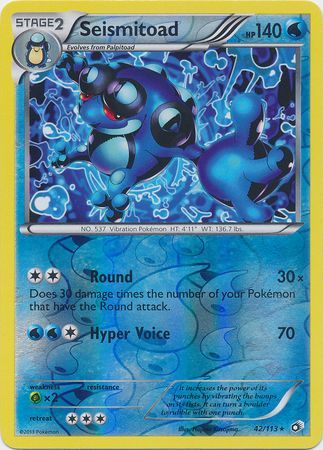 STAGE2 Seismitoad HP140
Evolves from Palpitoad
NO. 537 Vibration Pokémon HT: 4'11" WT: 136.7 lbs.
Round 30×
Does 30 damage times the number of your Pokémon
that have the Round attack.
Hyper Voice 70
weakness resistance
×2
retreat
It increases the power of its
punches by vibrating the bumps
on its fists. It can turn a boulder
to rubble with one punch.
Illus.
©2013 Pokémon
42/113★